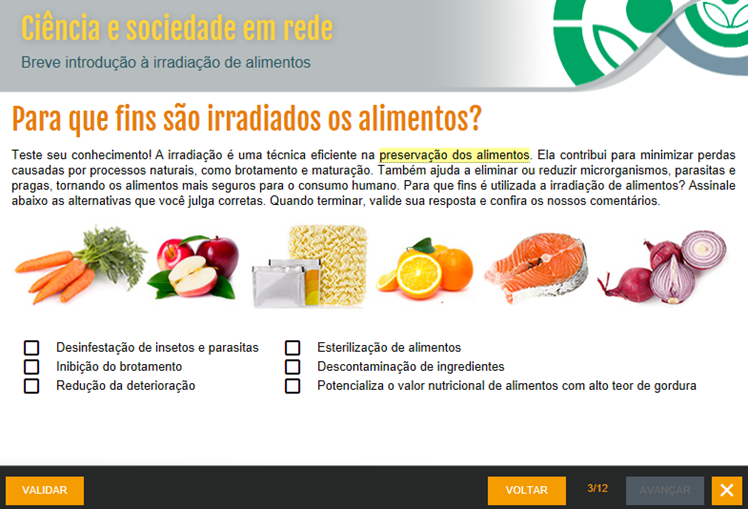 Ciência e sociedade em rede
Breve introdução à irradiação de alimentos
Para que fins são irradiados os alimentos?
Teste seu conhecimento! A irradiação é uma técnica eficiente na preservação dos alimentos. Ela contribui para minimizar perdas
causadas por processos naturais, como brotamento e maturação. Também ajuda a eliminar ou reduzir microrganismos, parasitas e
pragas, tornando os alimentos mais seguros para o consumo humano. Para que fins é utilizada a irradiação de alimentos? Assinale
abaixo as alternativas que você julga corretas. Quando terminar, valide sua resposta e confira os nossos comentários.
Desinfestação de insetos e parasitas
Inibição do brotamento
Redução da deterioração
Esterilização de alimentos
Descontaminação de ingredientes
Potencializa o valor nutricional de alimentos com alto teor de gordura
VALIDAR
VOLTAR
3/12
AVANÇAR